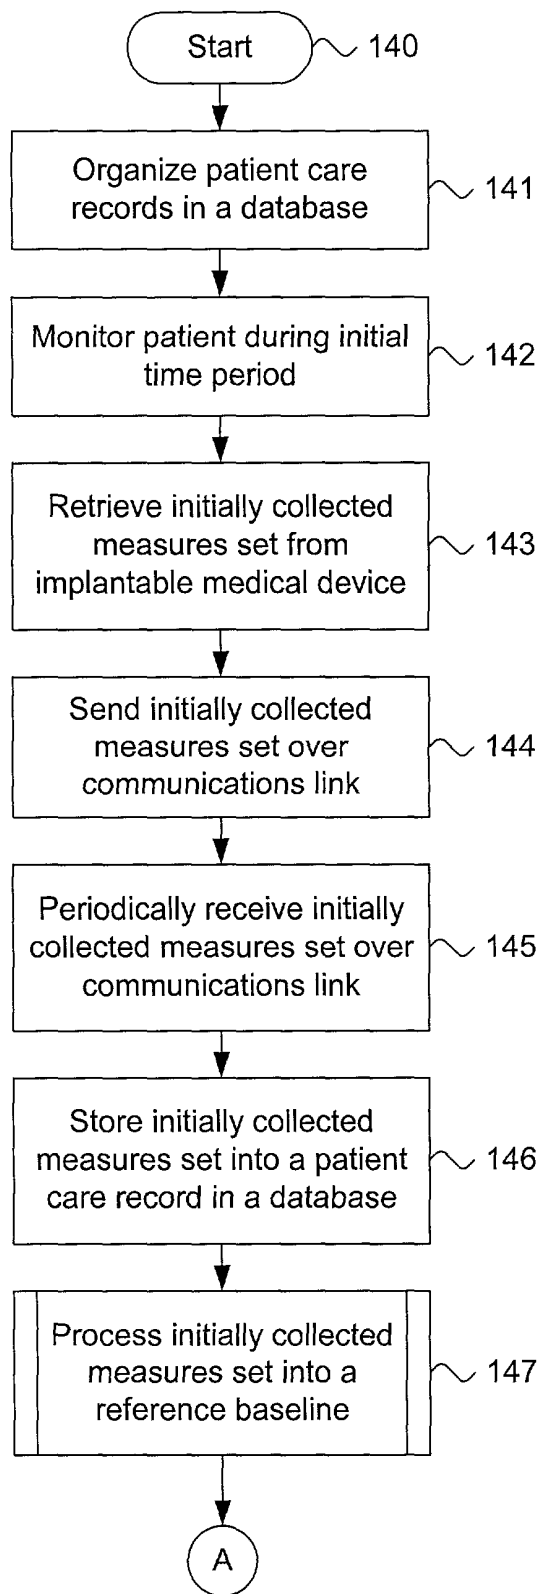 Start
140
Organize patient care
records in a database
141
Monitor patient during initial
time period
142
Retrieve initially collected
measures set from
implantable medical device
143
Send initially collected
measures set over
communications link
144
Periodically receive initially
collected measures set over
communications link
145
Store initially collected
measures set into a patient
care record in a database
146
Process initially collected
measures set into a
reference baseline
147
A